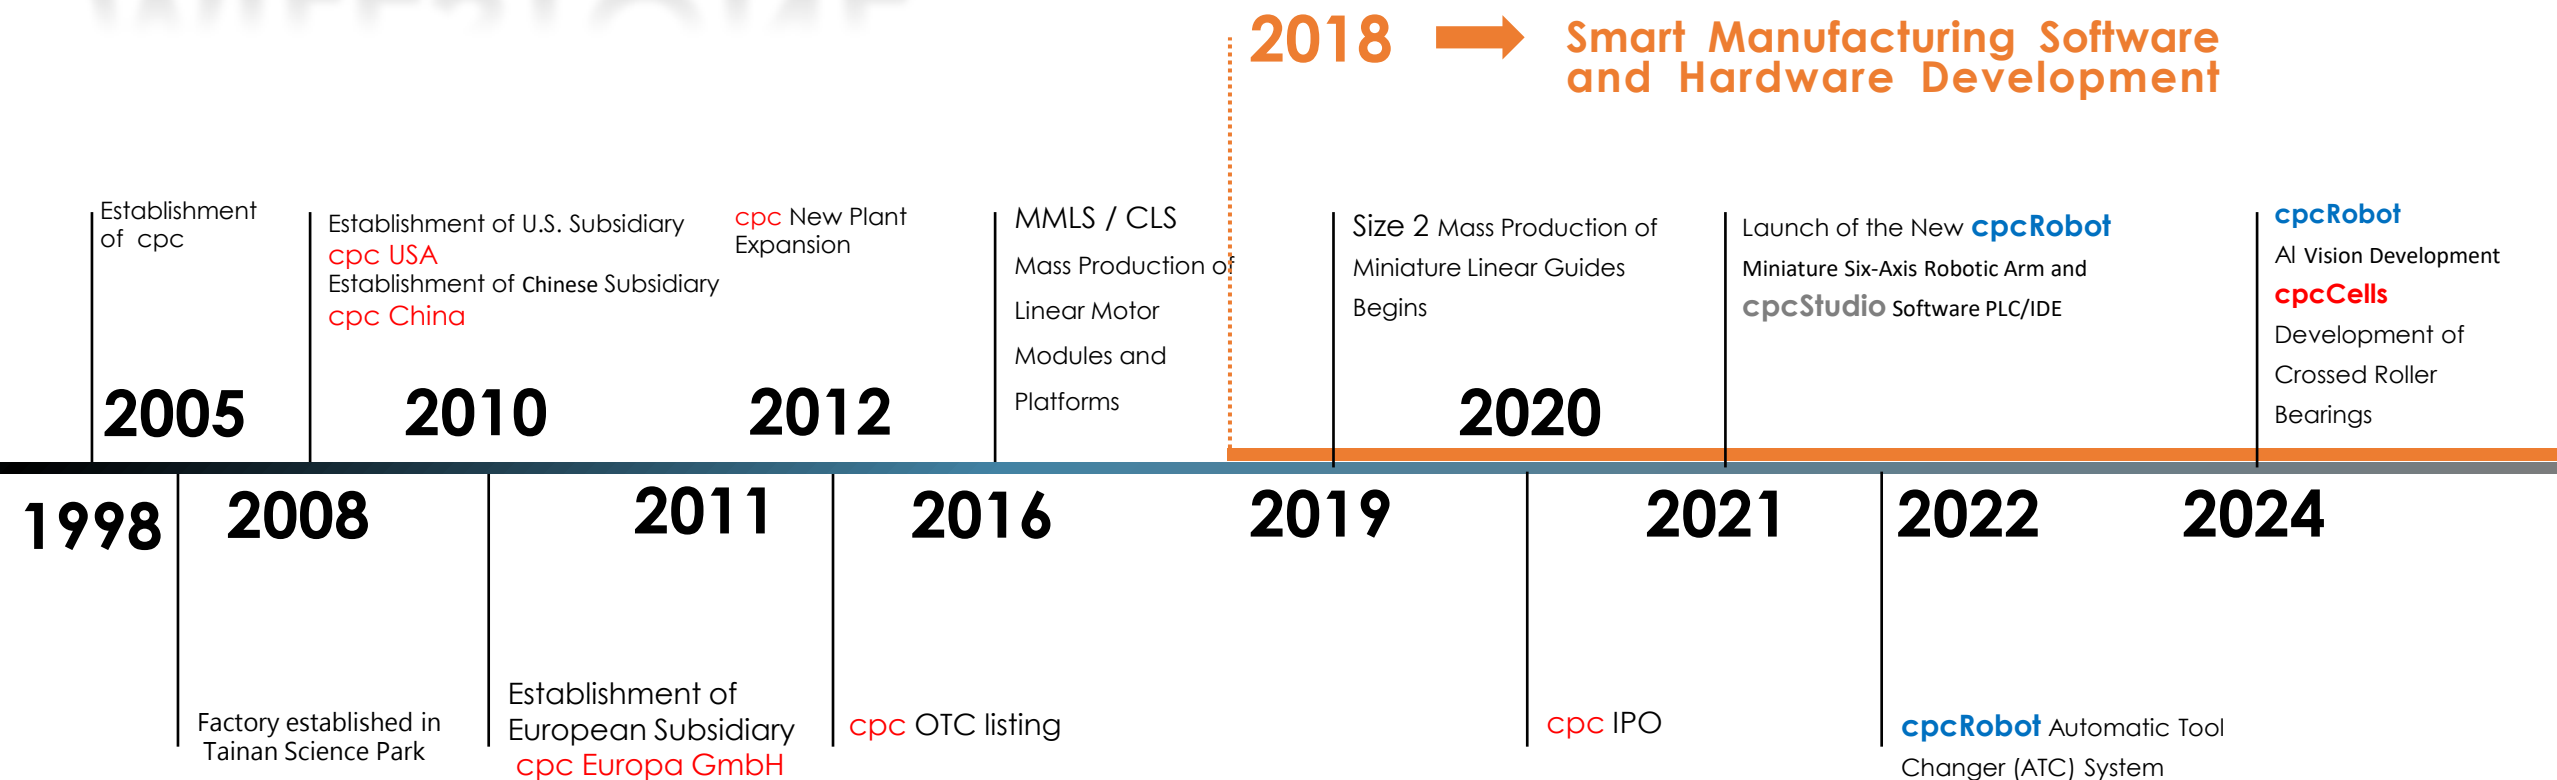 2018
Smart Manufacturing Software
and Hardware Development
Establishment
of cpc
Establishment of U.S. Subsidiary
cpc USA
Establishment of Chinese Subsidiary
cpc China
cpc New Plant
Expansion
MMLS / CLS
Mass Production of
Linear Motor
Modules and
Platforms
Size 2 Mass Production of
Miniature Linear Guides
Begins
Launch of the New cpcRobot
Miniature Six-Axis Robotic Arm and
cpcStudio Software PLC/IDE
cpcRobot
AI Vision Development
cpcCells
Development of
Crossed Roller
Bearings
2005
2010
2012
2020
1998
2008
2011
2016
2019
2021
2022
2024
Factory established in
Tainan Science Park
Establishment of
European Subsidiary
cpc Europa GmbH
cpc OTC listing
cpc IPO
cpcRobot Automatic Tool
Changer (ATC) System